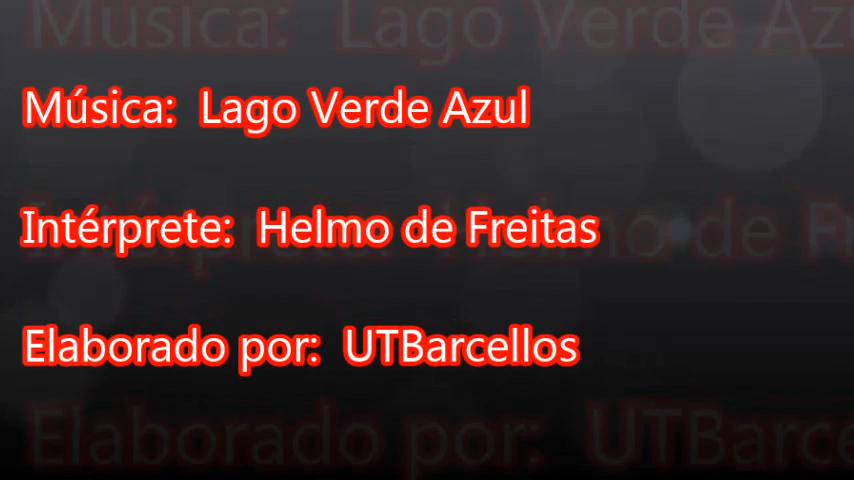 Música: Lago Verde Azul
Intérprete: Helmo de Freitas
Elaborado por: UTBarcellos